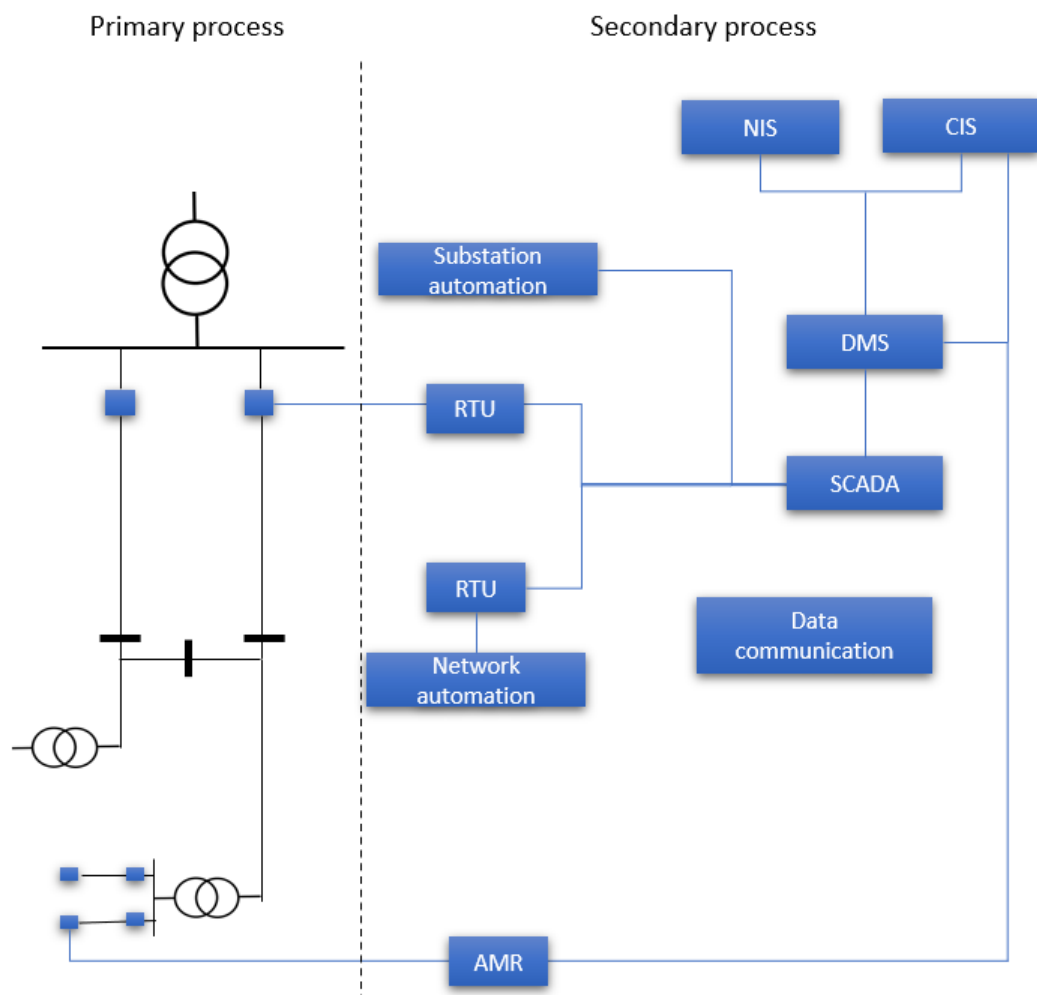 Primary process
Secondary process
NIS
CIS
Substation
automation
DMS
RTU
SCADA
RTU
Data
communication
Network
automation
AMR